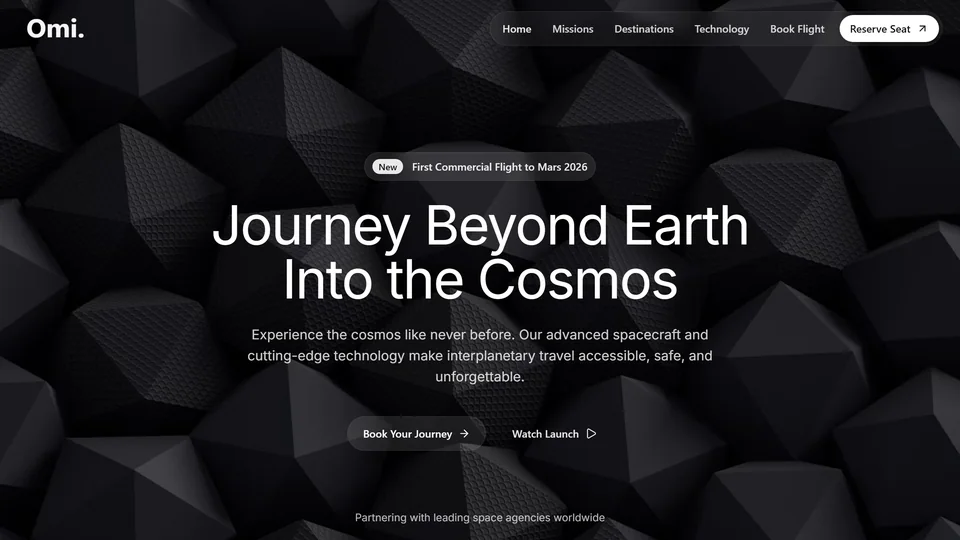 Omi.
Home Missions Destinations Technology Book Flight Reserve Seat
New First Commercial Flight to Mars 2026
Journey Beyond Earth
Into the Cosmos
Experience the cosmos like never before. Our advanced spacecraft and
cutting-edge technology make interplanetary travel accessible, safe, and
unforgettable.
Book Your Journey Watch Launch
Partnering with leading space agencies worldwide